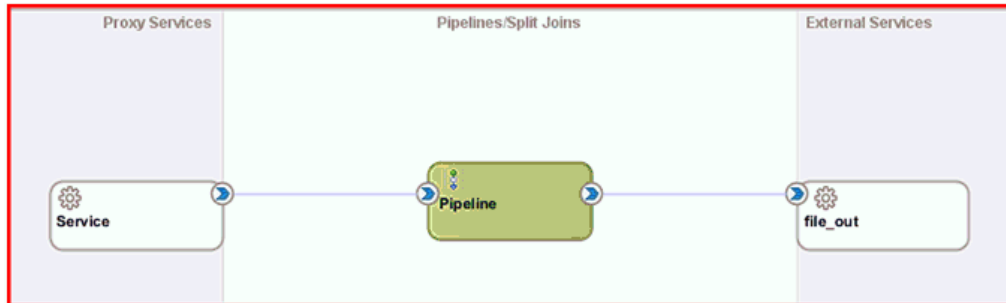 Proxy Services
Pipelines/Split Joins
External Services
Service
Pipeline
file_out